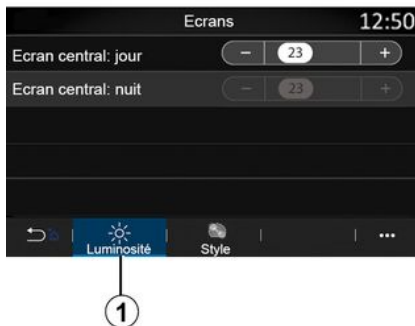 Ecrans 12:50
Ecran central: jour - 23 +
Ecran central: nuit - 23 +
Luminosité Style ...
1